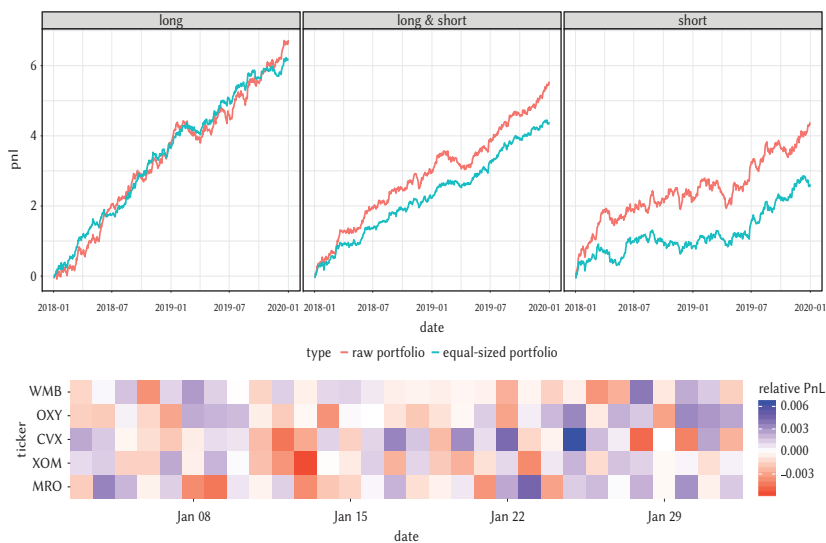 long
long & short
short
pnl
6
4
2
0
2018-01 2018-07 2019-01 2019-07 2020-01
2018-01 2018-07 2019-01 2019-07 2020-01
2018-01 2018-07 2019-01 2019-07 2020-01
date
type raw portfolio equal-sized portfolio
ticker
WMB
OXY
CVX
XOM
MRO
Jan 08 Jan 15 Jan 22 Jan 29
date
relative PnL
0.006
0.000
−0.003